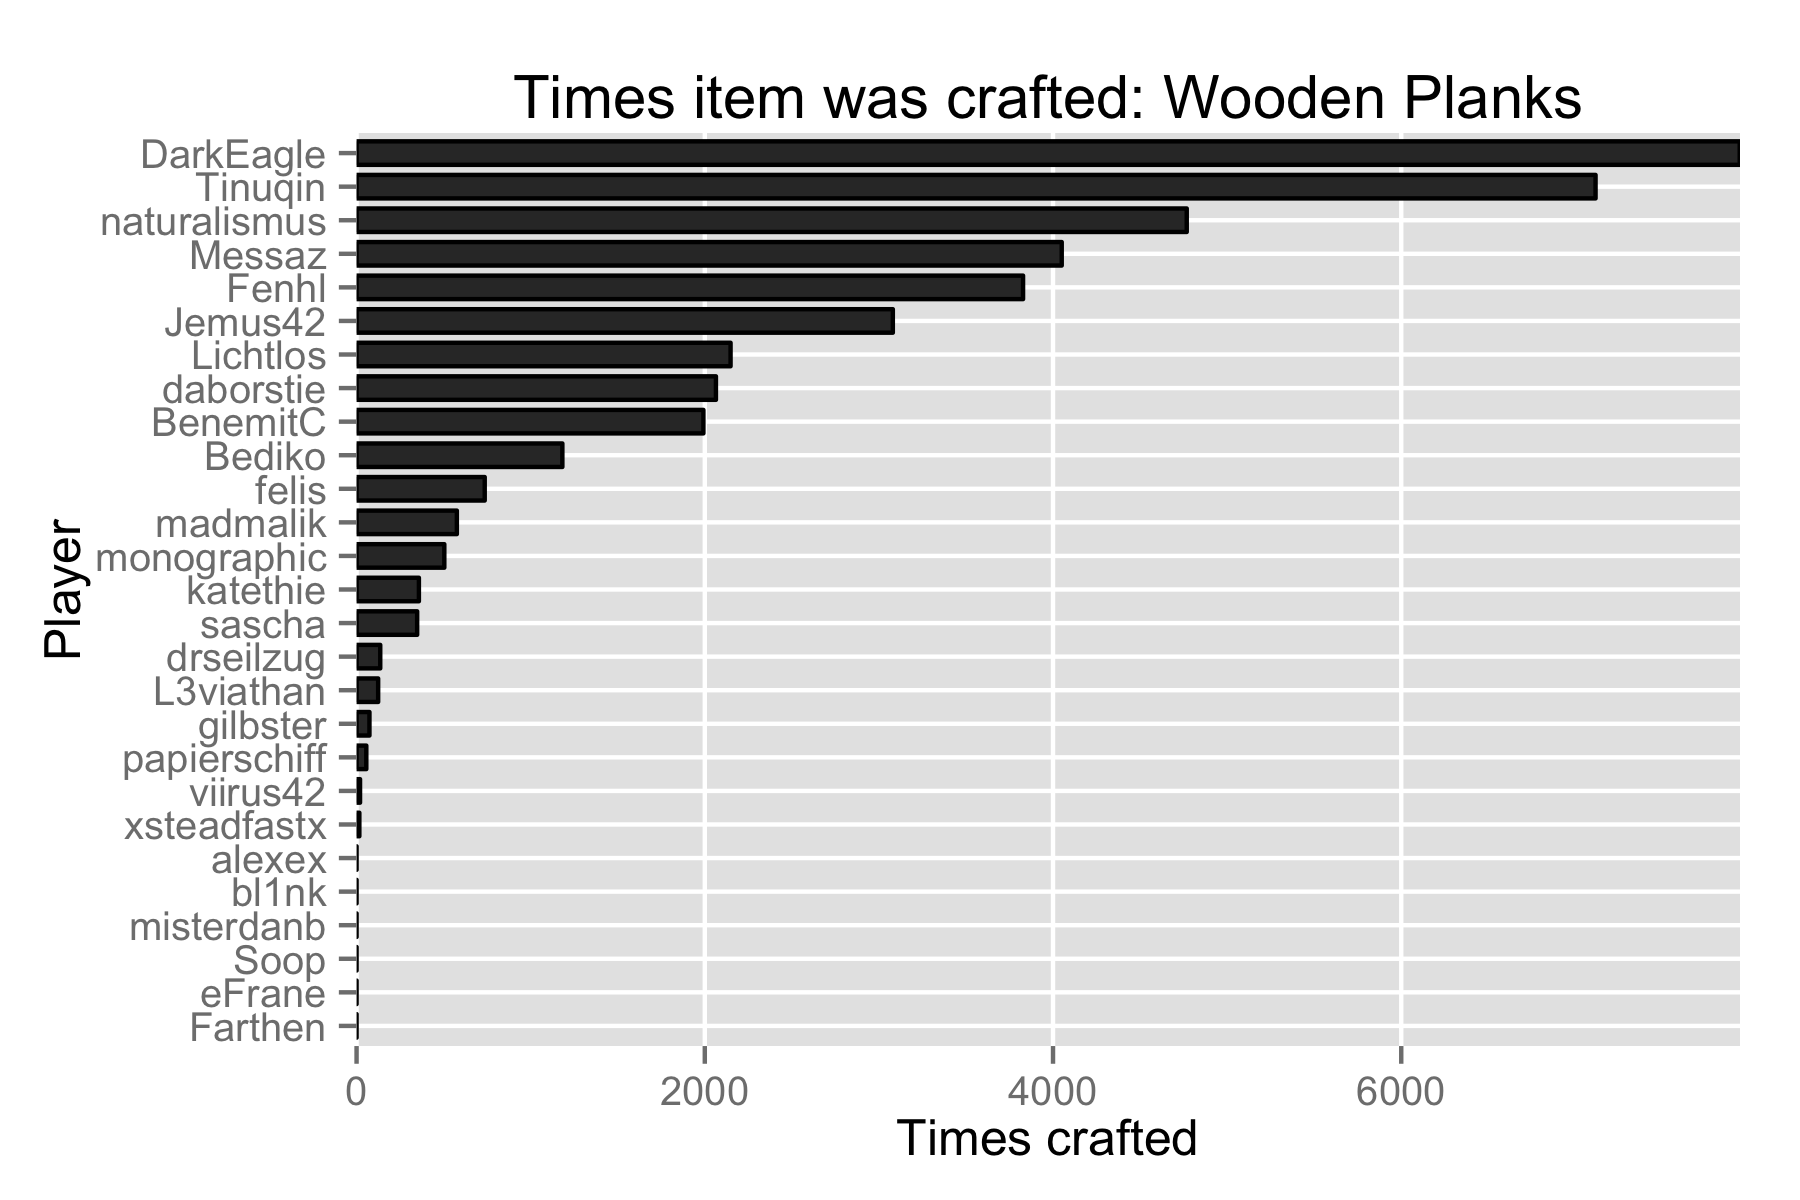 Times item was crafted: Wooden Planks
DarkEagle
Tinuqin
naturalismus
Messaz
Fenhl
Jemus42
Lichtlos
daborstie
BenemitC
Bediko
felis
madmalik
monographic
katethie
sascha
drseilzug
L3viathan
gilbster
papierschiff
viirus42
xsteadfastx
alexex
bl1nk
misterdanb
Soop
eFrane
Farthen
Player
0 2000 4000 6000
Times crafted